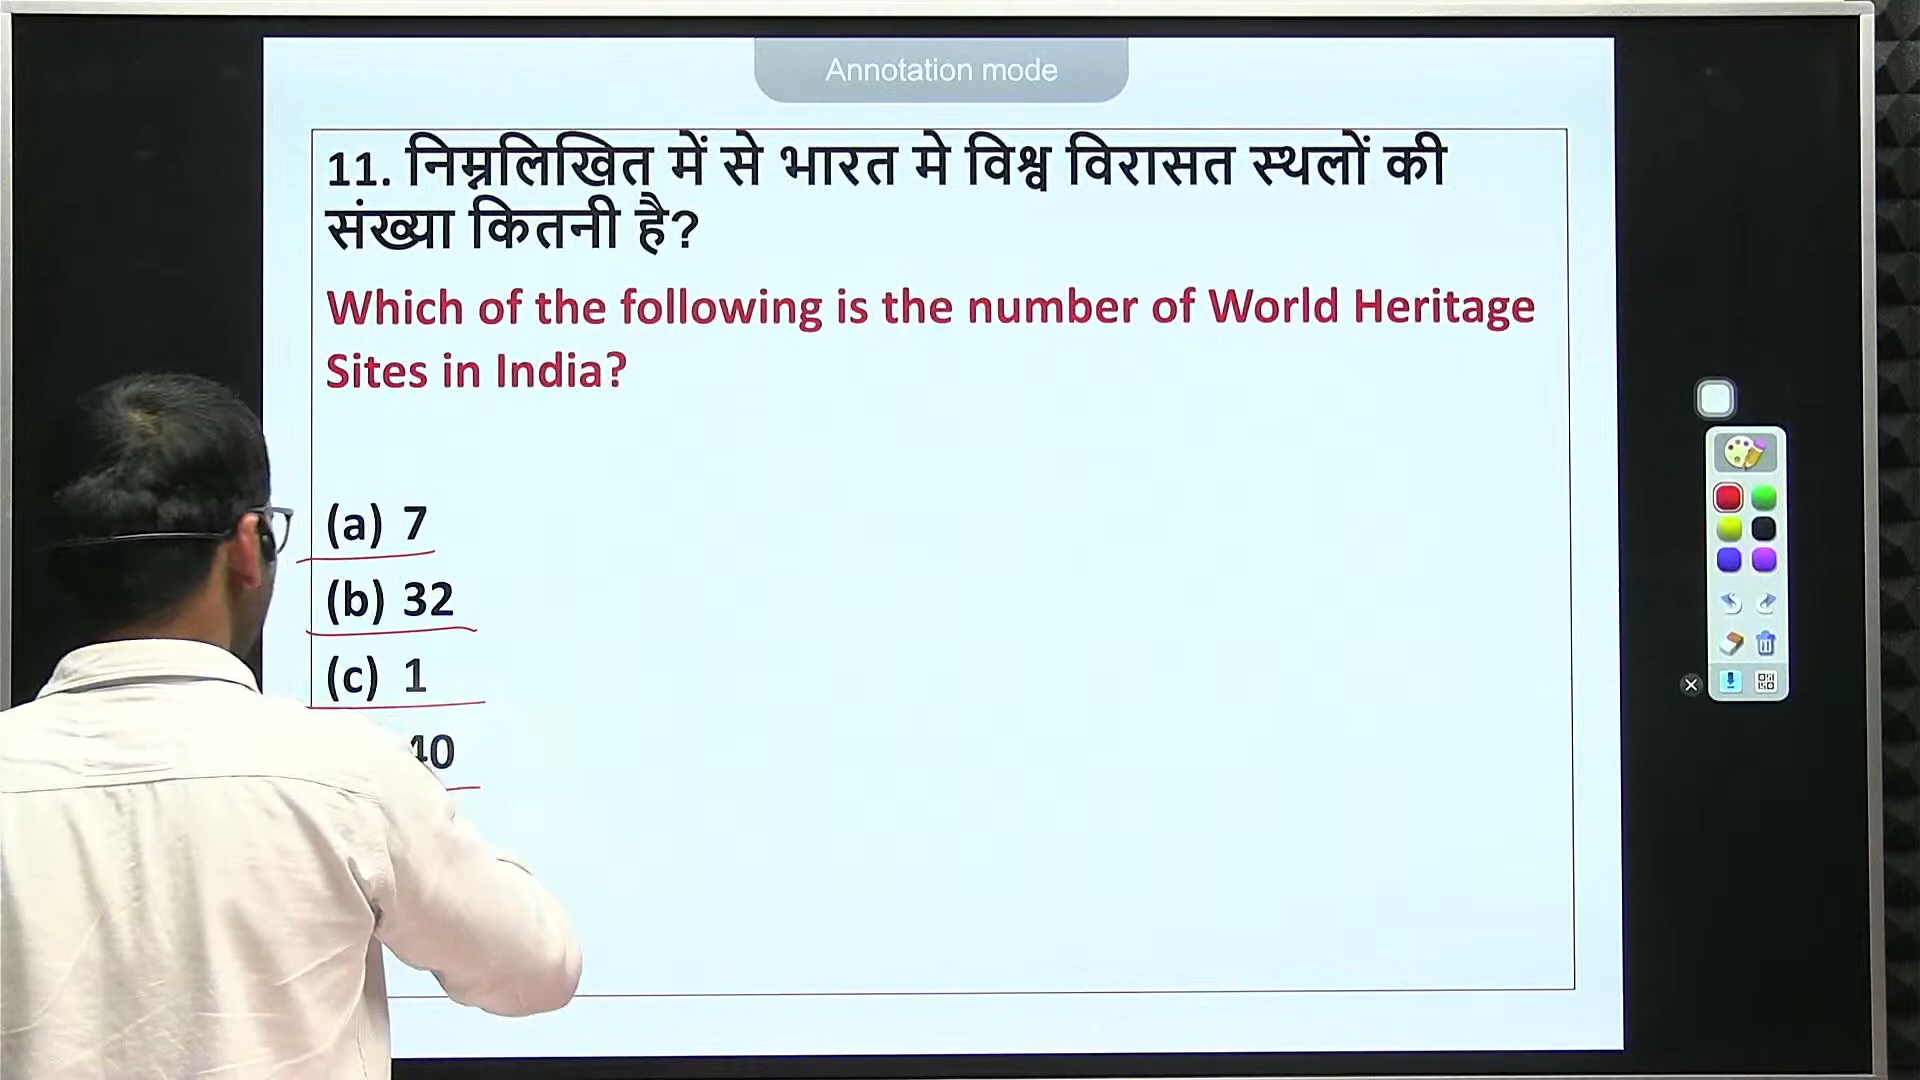 Annotation mode
11. निम्नलिखित में से भारत मे विश्व विरासत स्थलों की
संख्या कितनी है?
Which of the following is the number of World Heritage
Sites in India?
(a) 7
(b) 32
(c) 1
40